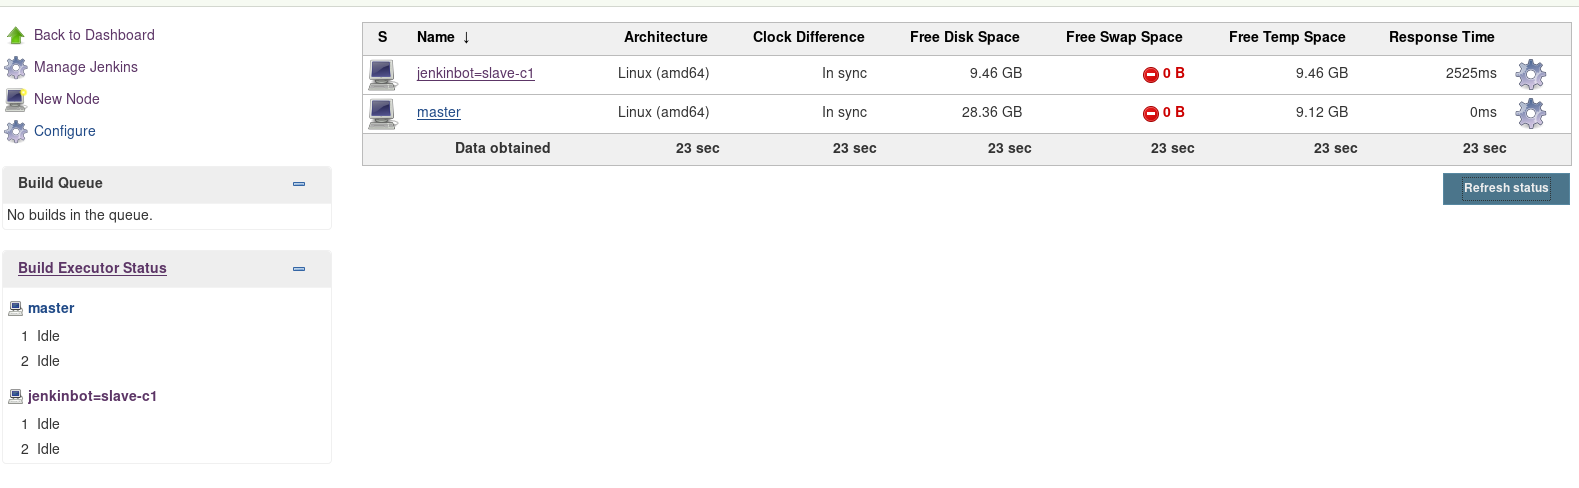 Back to Dashboard
Manage Jenkins
New Node
Configure
Build Queue
No builds in the queue.
Build Executor Status
master
1 Idle
2 Idle
jenkinbot=slave-c1
1 Idle
2 Idle
S Name ↓ Architecture Clock Difference Free Disk Space Free Swap Space Free Temp Space Response Time
jenkinbot=slave-c1 Linux (amd64) In sync 9.46 GB 0 B 9.46 GB 2525ms
master Linux (amd64) In sync 28.36 GB 0 B 9.12 GB 0ms
Data obtained 23 sec 23 sec 23 sec 23 sec 23 sec 23 sec
Refresh status